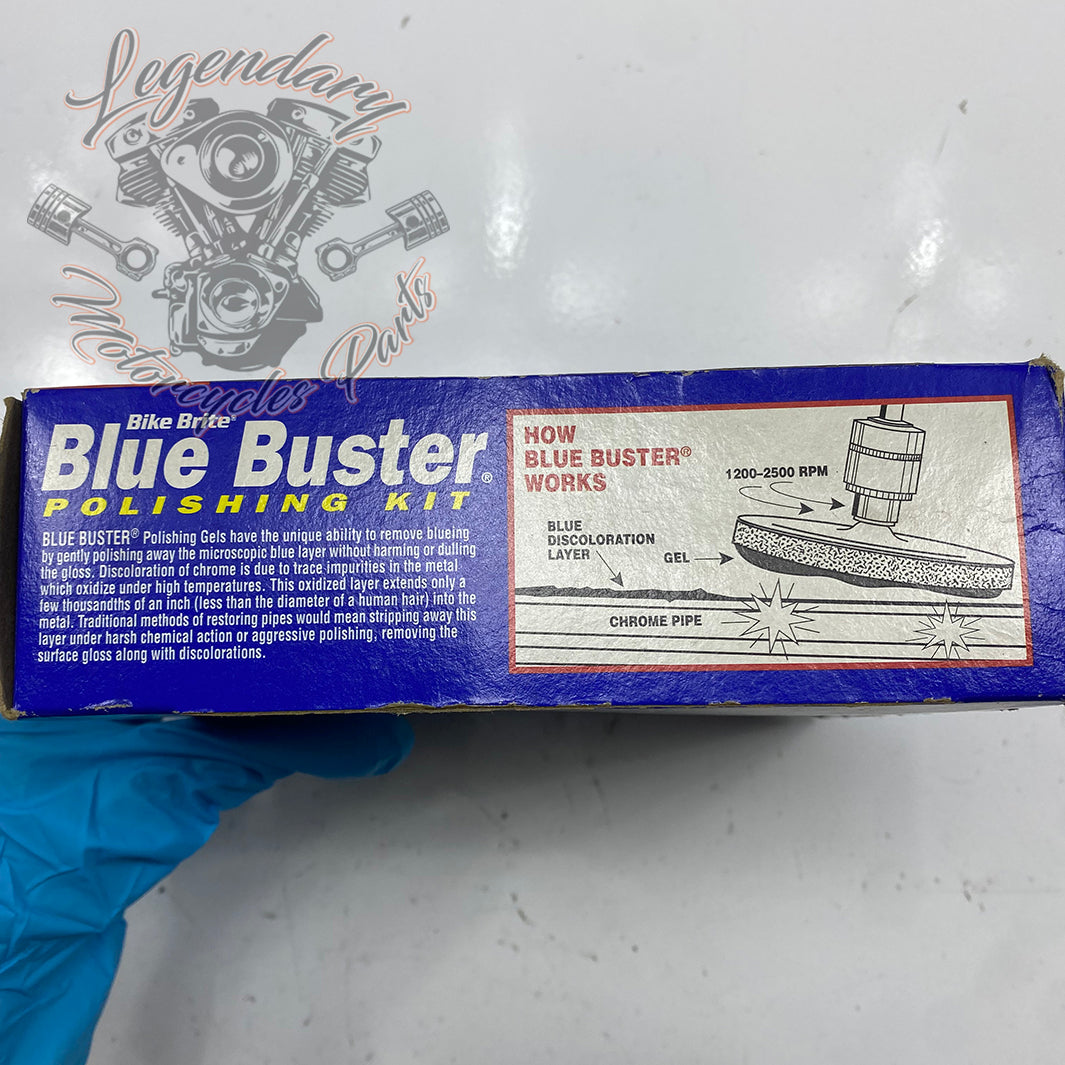 Legendary
Motorcycles Parts
Bike Brite®
Blue Buster®
POLISHING KIT
BLUE BUSTER® Polishing Gels have the unique ability to remove blueing
by gently polishing away the microscopic blue layer without harming or dulling
the gloss. Discoloration of chrome is due to trace impurities in the metal
which oxidize under high temperatures. This oxidized layer extends only a
few thousandths of an inch (less than the diameter of a human hair) into the
metal. Traditional methods of restoring pipes would mean stripping away this
layer under harsh chemical action or aggressive polishing, removing the
surface gloss along with discolorations.
HOW
BLUE BUSTER®
WORKS
1200-2500 RPM
BLUE
DISCOLORATION
LAYER
GEL
CHROME PIPE